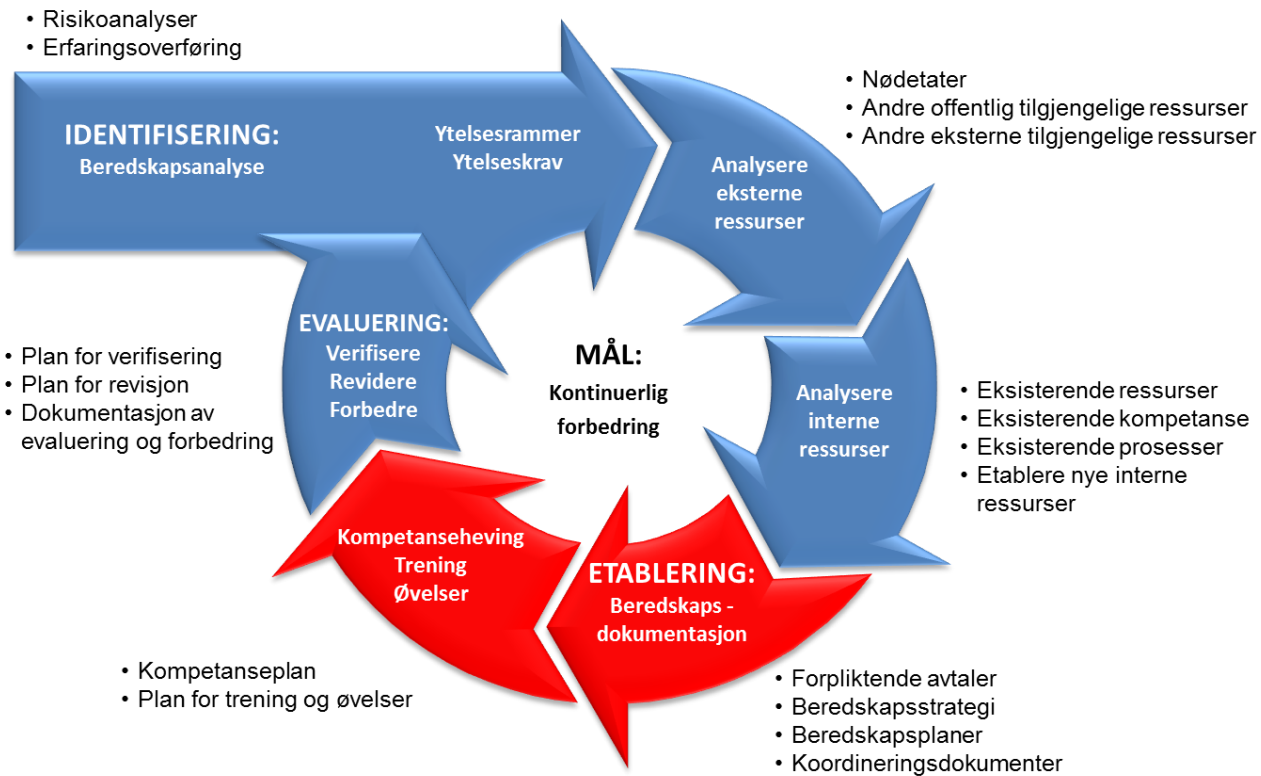 • Risikoanalyser
• Erfaringsoverføring
IDENTIFISERING:
Beredskapsanalyse
Ytelsesrammer
Ytelseskrav
Analysere
eksterne
ressurser
• Nødetater
• Andre offentlig tilgjengelige ressurser
• Andre eksterne tilgjengelige ressurser
Analysere
interne
ressurser
• Eksisterende ressurser
• Eksisterende kompetanse
• Eksisterende prosesser
• Etablere nye interne
ressurser
ETABLERING:
Beredskaps -
dokumentasjon
• Forpliktende avtaler
• Beredskapsstrategi
• Beredskapsplaner
• Koordineringsdokumenter
Kompetanseheving
Trening
Øvelser
• Kompetanseplan
• Plan for trening og øvelser
EVALUERING:
Verifisere
Revidere
Forbedre
• Plan for verifisering
• Plan for revisjon
• Dokumentasjon av
evaluering og forbedring
MÅL:
Kontinuerlig
forbedring